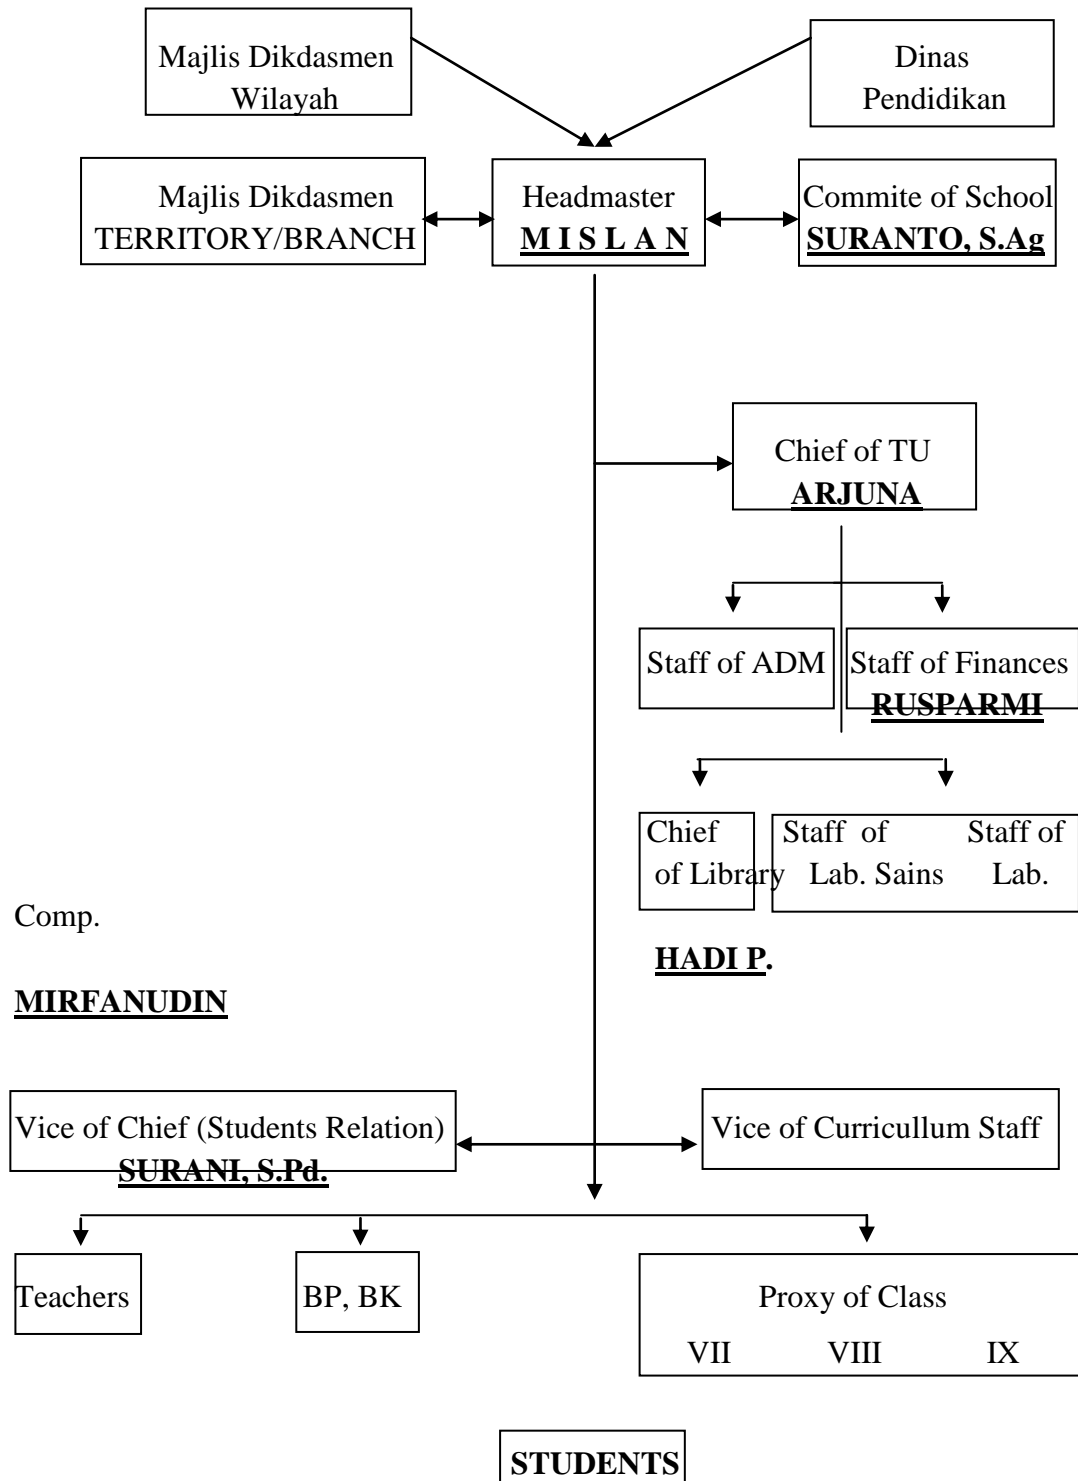 Majlis Dikdasmen
Wilayah
Dinas
Pendidikan
Majlis Dikdasmen
TERRITORY/BRANCH
Headmaster
M I S L A N
Commite of School
SURANTO, S.Ag
Chief of TU
ARJUNA
Staff of ADM
Staff of Finances
RUSPARMI
Chief
of Library
Staff of
Lab. Sains
Staff of
Lab.
Comp.
HADI P.
MIRFANUDIN
Vice of Chief (Students Relation)
SURANI, S.Pd.
Vice of Curricullum Staff
Teachers
BP, BK
Proxy of Class
VII VIII IX
STUDENTS